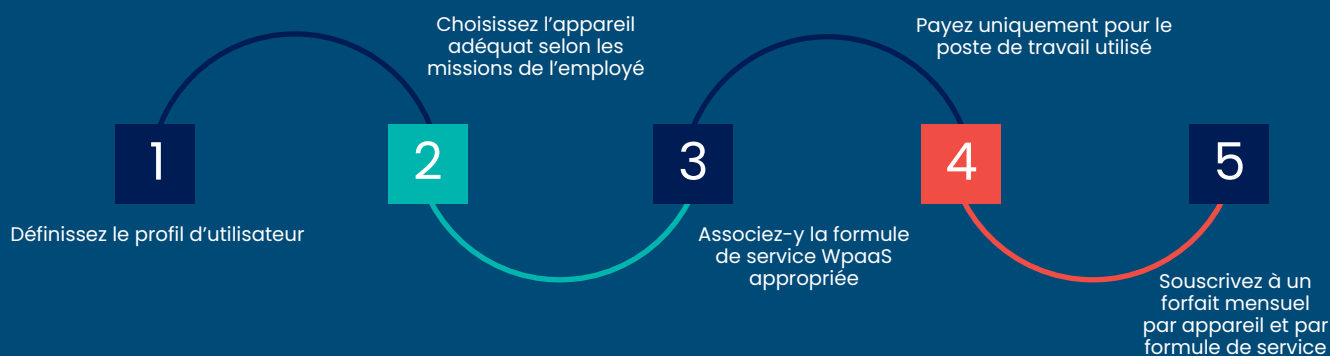 1
Définissez le profil d’utilisateur
2
Choisissez l’appareil
adéquat selon les
missions de l’employé
3
Associez-y la formule
de service WpaaS
appropriée
4
Payez uniquement pour le
poste de travail utilisé
5
Souscrivez à un
forfait mensuel
par appareil et par
formule de service